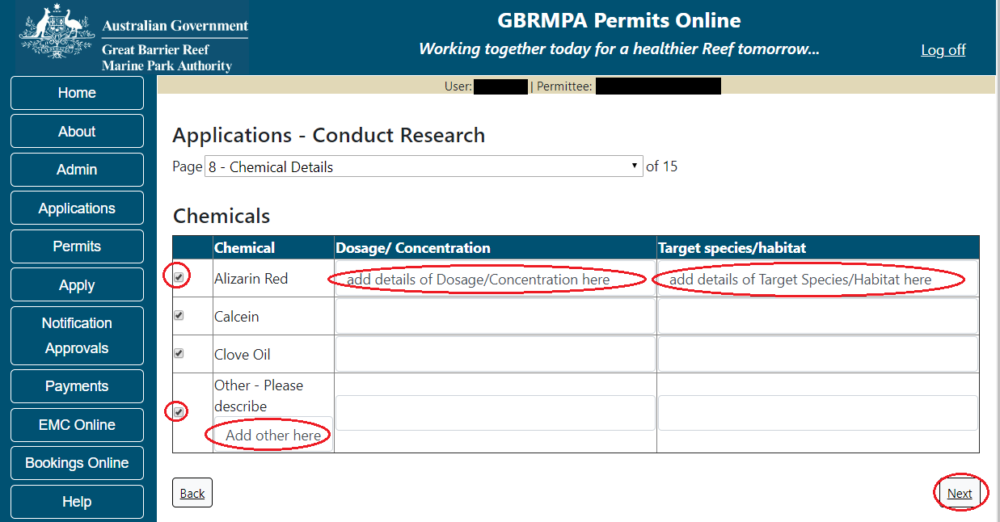 Australian Government
Great Barrier Reef
Marine Park Authority
GBRMPA Permits Online
Working together today for a healthier Reef tomorrow...
Log off
User: | Permittee:
Home
About
Admin
Applications
Permits
Apply
Notification
Approvals
Payments
EMC Online
Bookings Online
Help
Applications - Conduct Research
Page 8 - Chemical Details of 15
Chemicals
Chemical Dosage/ Concentration Target species/habitat
Alizarin Red add details of Dosage/Concentration here add details of Target Species/Habitat here
Calcein
Clove Oil
Other - Please
describe
Add other here
Back Next